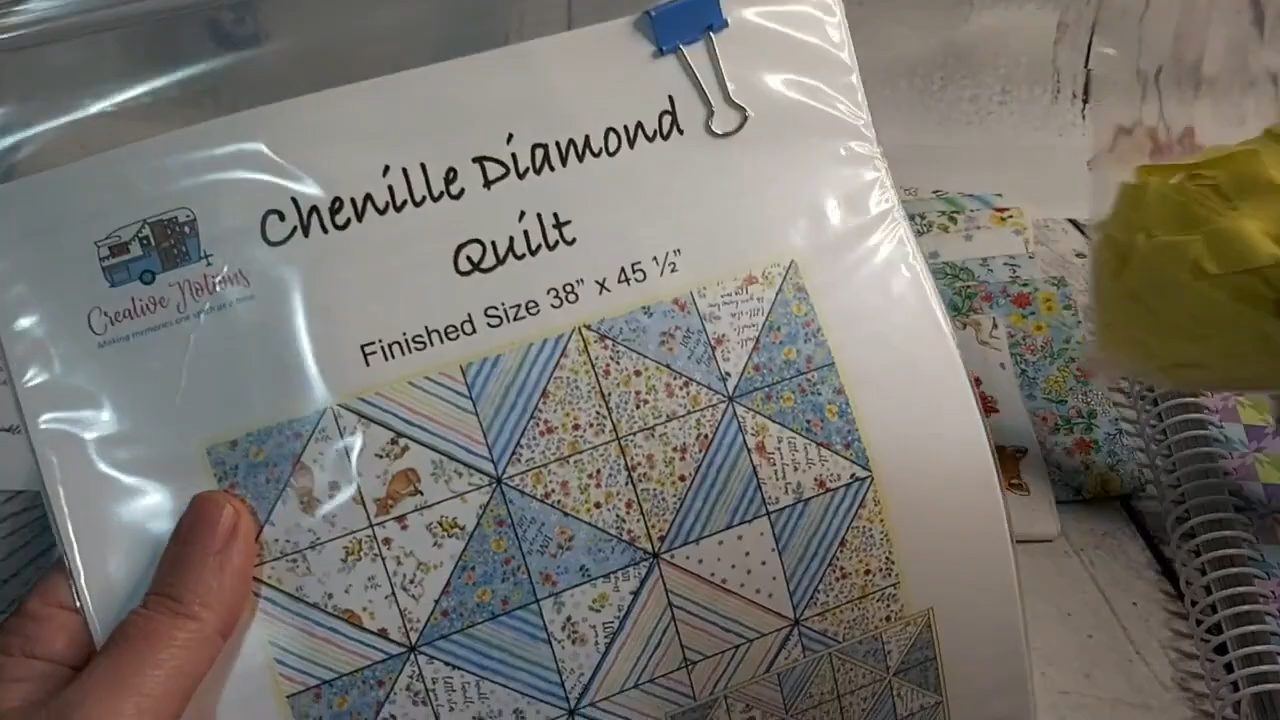 Chenille Diamond
Quilt
Creative Notions
Making memories one stitch at a time
Finished Size 38" x 45 ½"